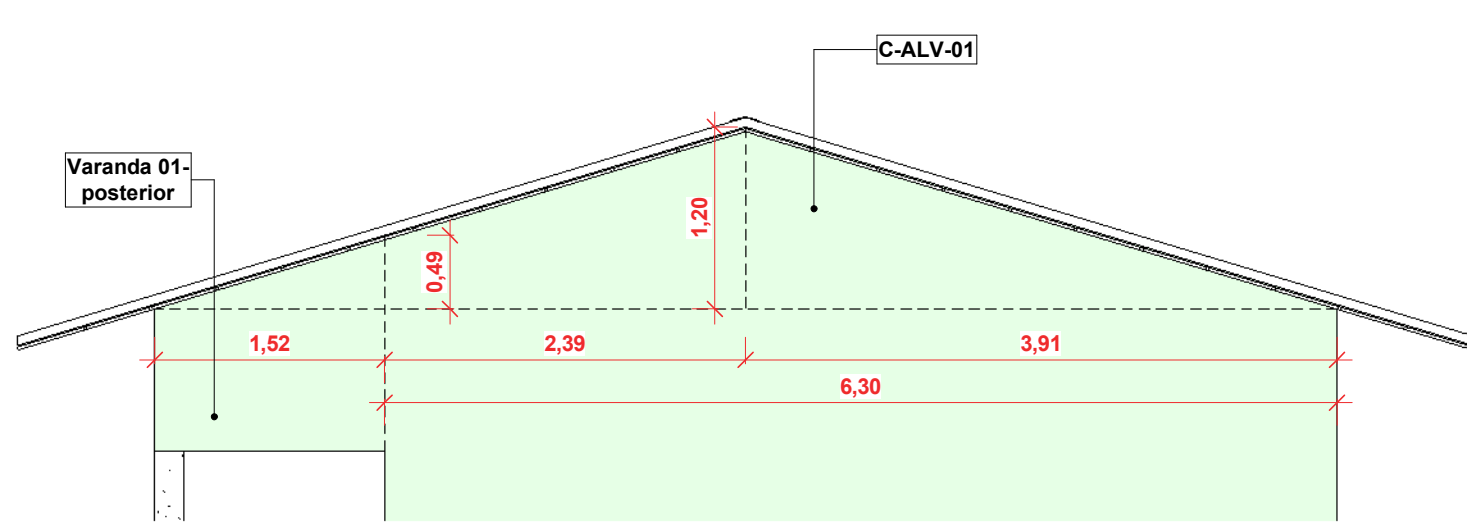 C-ALV-01
Varanda 01-
posterior
1,20
0,49
1,52
2,39
3,91
6,30